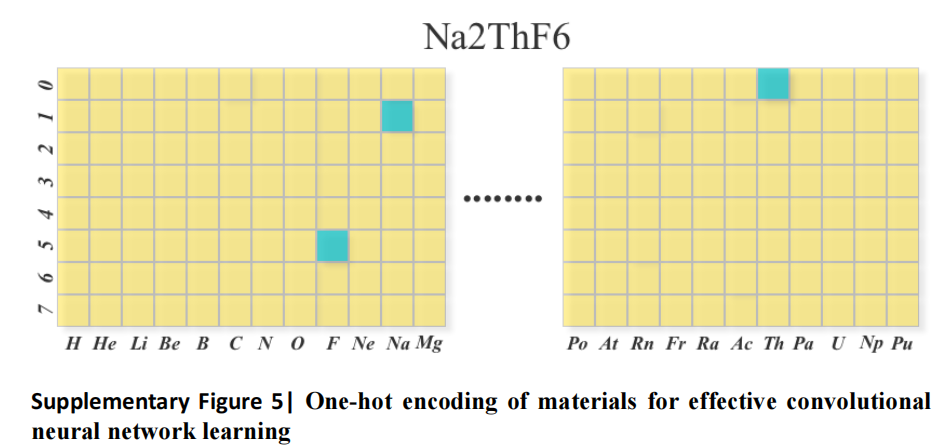 Na2ThF6
0
1
2
3
4
5
6
7
........
H He Li Be B C N O F Ne Na Mg
Po At Rn Fr Ra Ac Th Pa U Np Pu
Supplementary Figure 5| One-hot encoding of materials for effective convolutional
neural network learning